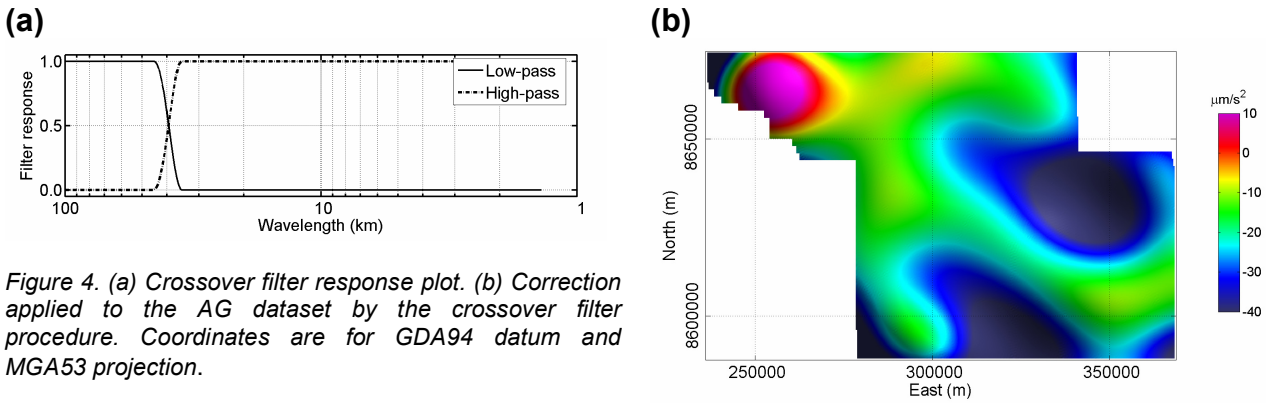 (a)
1.0
0.5
0.0
Filter response
Low-pass
High-pass
100
10
1
Wavelength (km)
Figure 4. (a) Crossover filter response plot. (b) Correction
applied to the AG dataset by the crossover filter
procedure. Coordinates are for GDA94 datum and
MGA53 projection.
(b)
8650000
8600000
North (m)
250000
300000
350000
East (m)
μm/s²
10
0
-10
-20
-30
-40